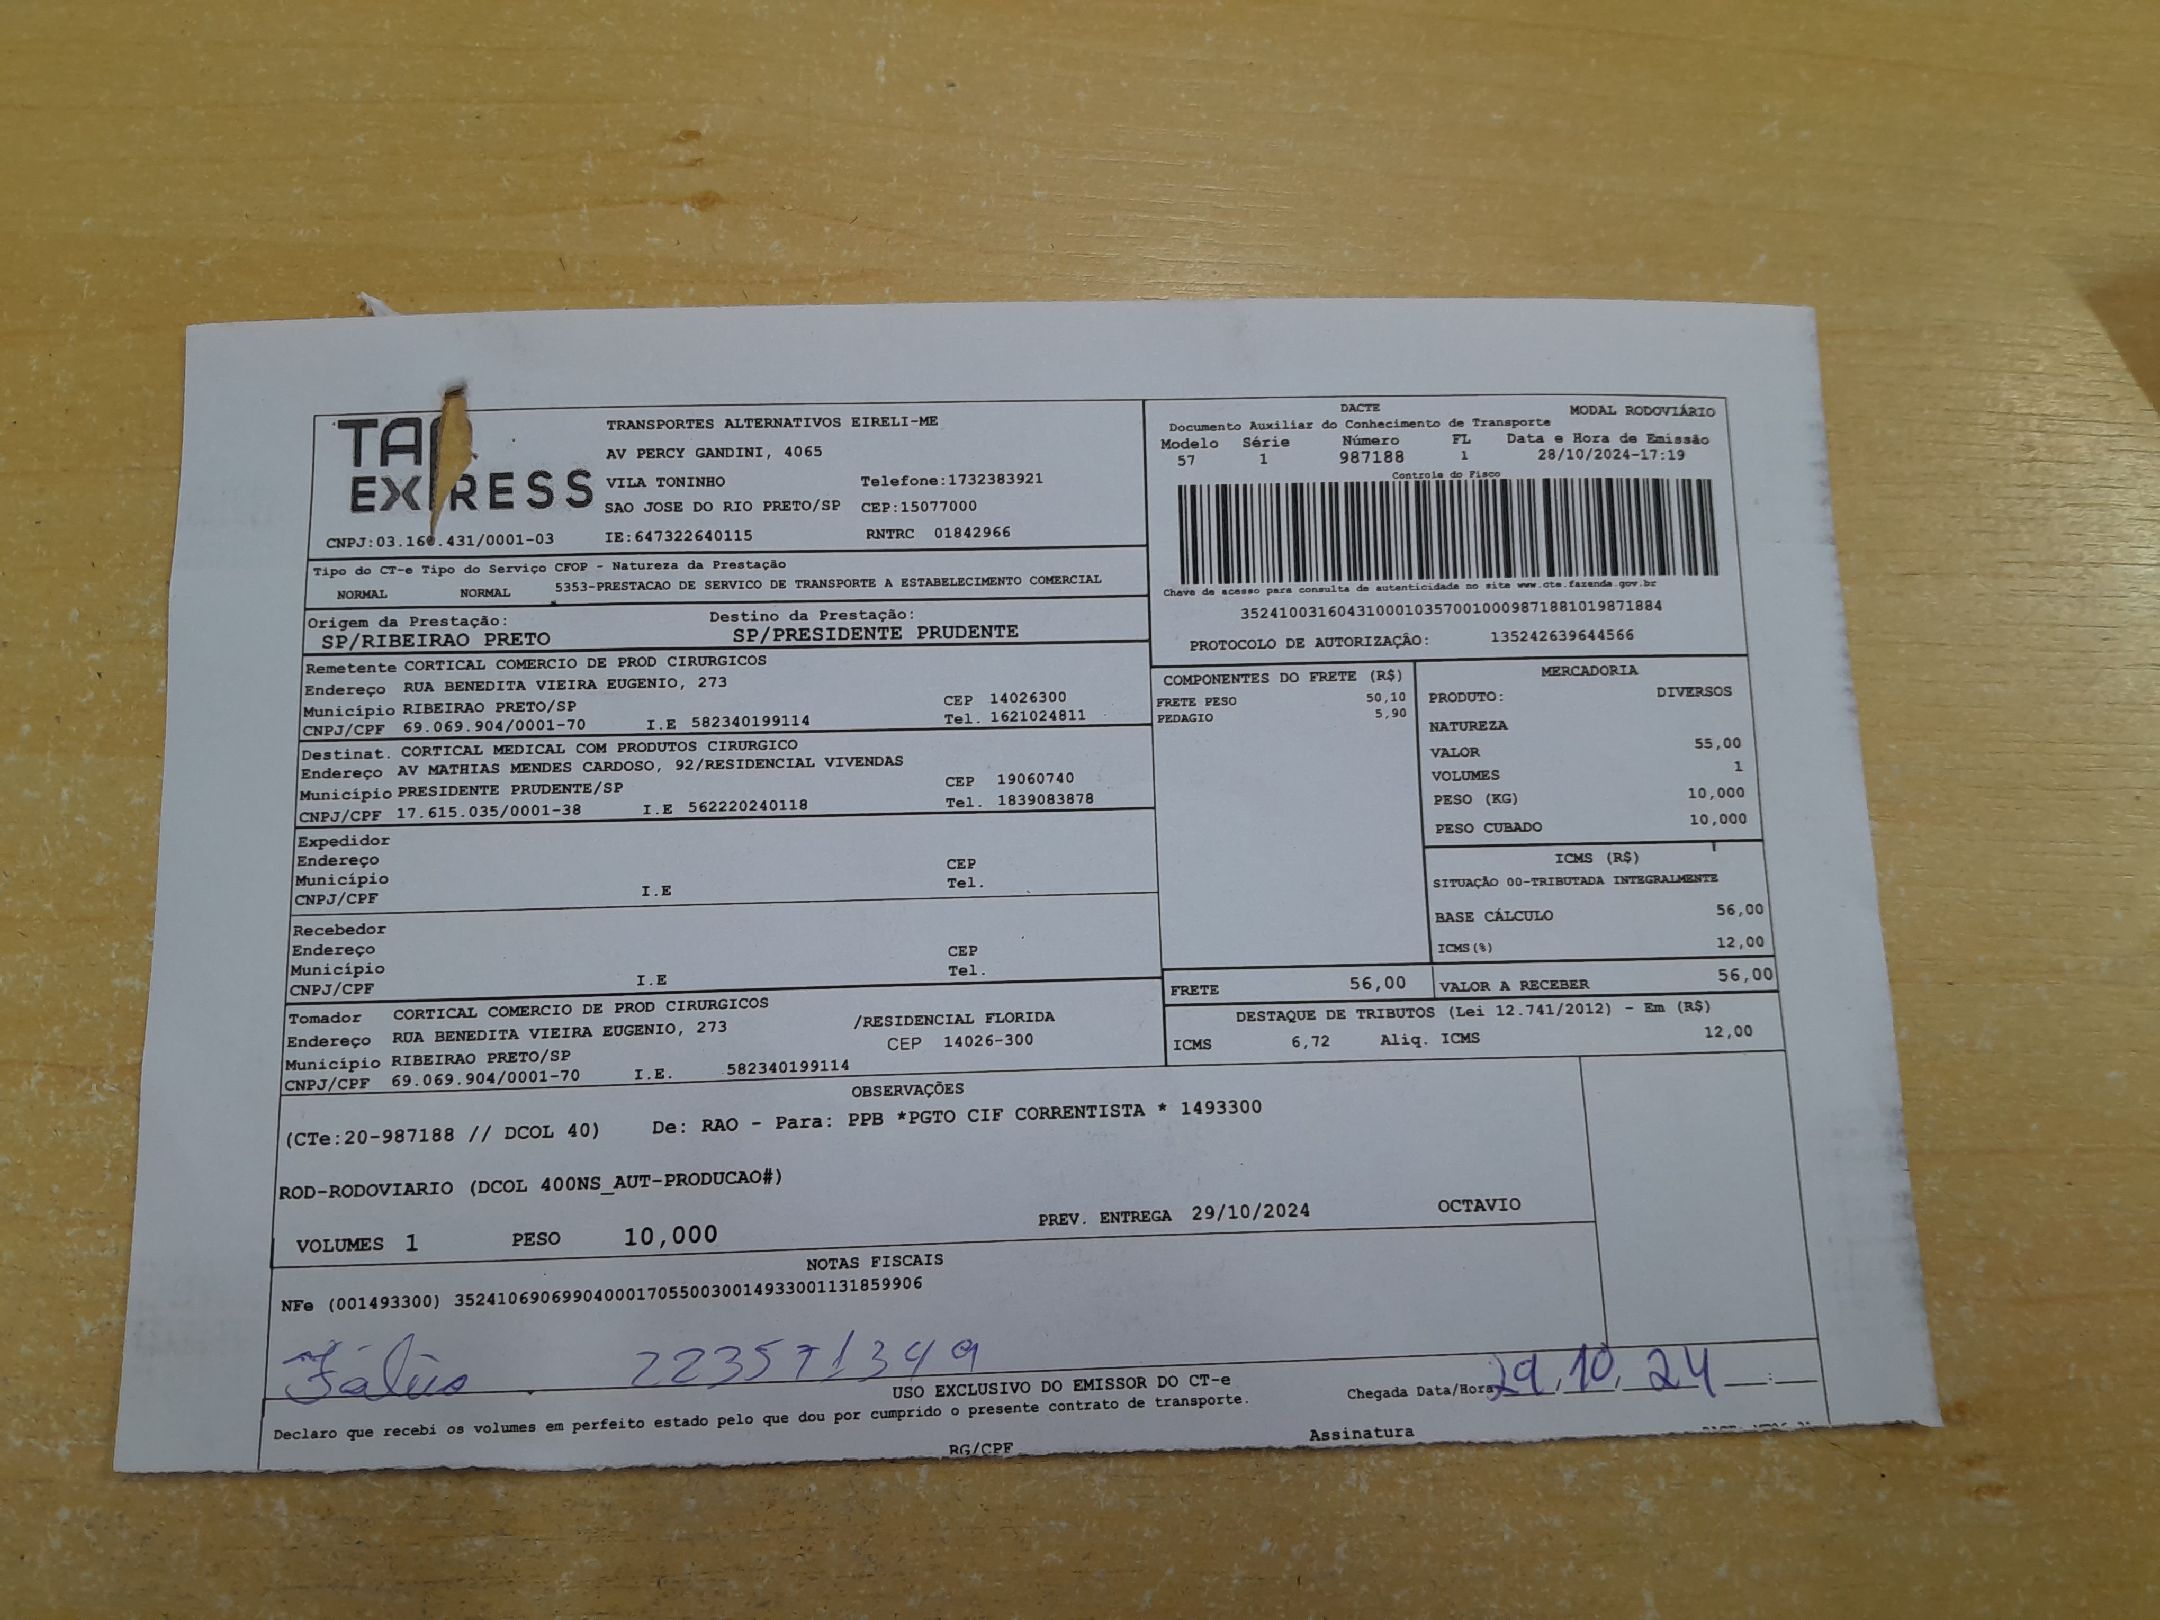 TA
EXPRESS
CNPJ:03.160.431/0001-03
TRANSPORTES ALTERNATIVOS EIRELI-ME
AV PERCY GANDINI, 4065
VILA TONINHO Telefone:1732383921
SAO JOSE DO RIO PRETO/SP CEP:15077000
IE:647322640115 RNTRC 01842966
DACTE MODAL RODOVIÁRIO
Documento Auxiliar do Conhecimento de Transporte
Modelo Série Número FL Data e Hora de Emissão
57 1 987188 1 28/10/2024-17:19
Controle do Fisco
Chave de acesso para consulta de autenticidade no site www.cte.fazenda.gov.br
35241003160431000103570010009871881019871884
PROTOCOLO DE AUTORIZAÇÃO: 135242639644566
Tipo do CT-e Tipo do Serviço CFOP - Natureza da Prestação
NORMAL NORMAL 5353-PRESTACAO DE SERVICO DE TRANSPORTE A ESTABELECIMENTO COMERCIAL
Origem da Prestação: Destino da Prestação:
SP/RIBEIRAO PRETO SP/PRESIDENTE PRUDENTE
Remetente CORTICAL COMERCIO DE PROD CIRURGICOS
Endereço RUA BENEDITA VIEIRA EUGENIO, 273
Município RIBEIRAO PRETO/SP CEP 14026300
CNPJ/CPF 69.069.904/0001-70 I.E 582340199114 Tel. 1621024811
Destinat. CORTICAL MEDICAL COM PRODUTOS CIRURGICO
Endereço AV MATHIAS MENDES CARDOSO, 92/RESIDENCIAL VIVENDAS
Município PRESIDENTE PRUDENTE/SP CEP 19060740
CNPJ/CPF 17.615.035/0001-38 I.E 562220240118 Tel. 1839083878
Expedidor
Endereço CEP
Município Tel.
CNPJ/CPF I.E
Recebedor
Endereço CEP
Município Tel.
CNPJ/CPF I.E
Tomador CORTICAL COMERCIO DE PROD CIRURGICOS
Endereço RUA BENEDITA VIEIRA EUGENIO, 273 /RESIDENCIAL FLORIDA
Município RIBEIRAO PRETO/SP CEP 14026-300
CNPJ/CPF 69.069.904/0001-70 I.E. 582340199114
COMPONENTES DO FRETE (R$)
FRETE PESO 50,10
PEDAGIO 5,90
MERCADORIA
PRODUTO: DIVERSOS
NATUREZA
VALOR 55,00
VOLUMES 1
PESO (KG) 10,000
PESO CUBADO 10,000
ICMS (R$)
SITUAÇÃO 00-TRIBUTADA INTEGRALMENTE
BASE CÁLCULO 56,00
ICMS(%) 12,00
FRETE 56,00 VALOR A RECEBER 56,00
DESTAQUE DE TRIBUTOS (Lei 12.741/2012) - Em (R$)
ICMS 6,72 Aliq. ICMS 12,00
OBSERVAÇÕES
(CTe:20-987188 // DCOL 40) De: RAO - Para: PPB *PGTO CIF CORRENTISTA * 1493300
ROD-RODOVIARIO (DCOL 400NS_AUT-PRODUCAO#)
VOLUMES 1 PESO 10,000 PREV. ENTREGA 29/10/2024 OCTAVIO
NOTAS FISCAIS
NFe (001493300) 35241069069904000170550030014933001131859906
223571349
USO EXCLUSIVO DO EMISSOR DO CT-e Chegada Data/Hora 29,10,24 :
Declaro que recebi os volumes em perfeito estado pelo que dou por cumprido o presente contrato de transporte.
RG/CPF Assinatura